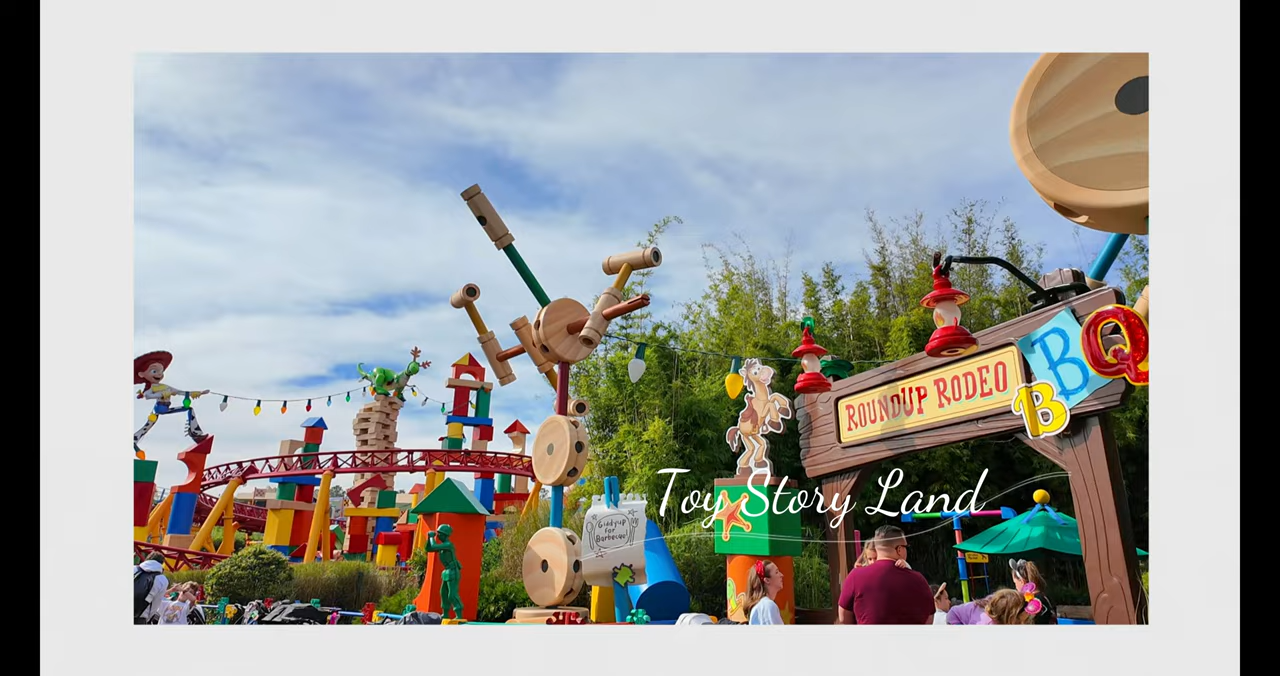 ROUNDUP RODEO
BBQ
Giddyup
For
Barbecue!
Toy Story Land